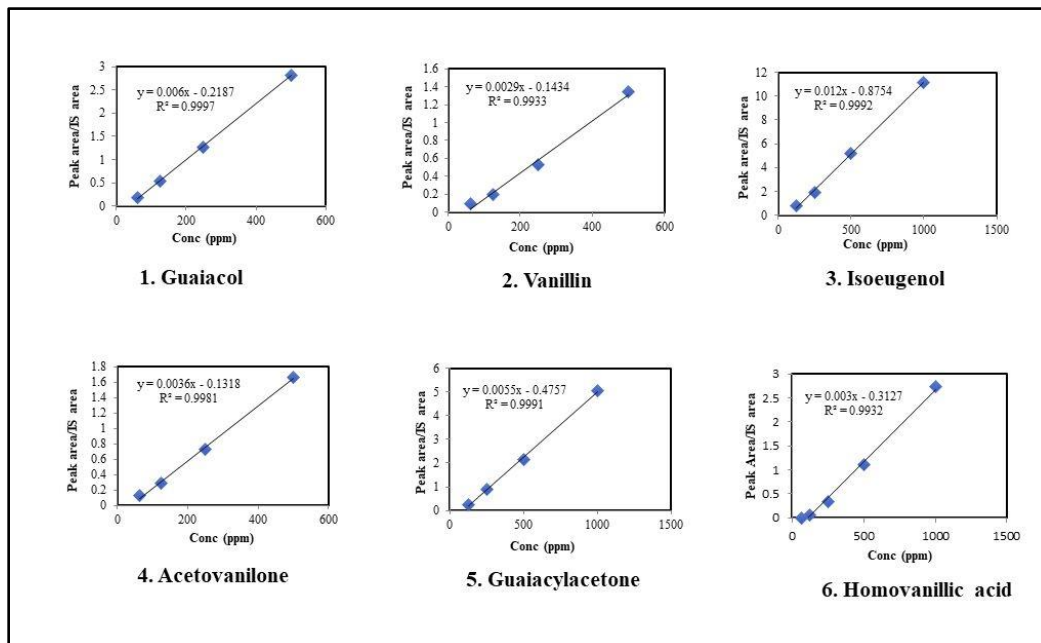 3
2.5
2
1.5
1
0.5
0
y = 0.006x - 0.2187
R² = 0.9997
Peak area/IS area
0 200 400 600
Conc (ppm)
1. Guaiacol
1.6
1.4
1.2
1
0.8
0.6
0.4
0.2
0
y = 0.0029x - 0.1434
R² = 0.9933
Peak area/IS area
0 200 400 600
Conc (ppm)
2. Vanillin
12
10
8
6
4
2
0
y = 0.012x - 0.8754
R² = 0.9992
Peak area/IS area
0 500 1000 1500
Conc (ppm)
3. Isoeugenol
1.8
1.6
1.4
1.2
1
0.8
0.6
0.4
0.2
0
y = 0.0036x - 0.1318
R² = 0.9981
Peak area/IS area
0 200 400 600
Conc (ppm)
4. Acetovanilone
6
5
4
3
2
1
0
y = 0.0055x - 0.4757
R² = 0.9991
Peak area/IS area
0 500 1000 1500
Conc (ppm)
5. Guaiacylacetone
3
2.5
2
1.5
1
0.5
0
y = 0.003x - 0.3127
R² = 0.9932
Peak Area/IS area
0 500 1000 1500
Conc (ppm)
6. Homovanillic acid